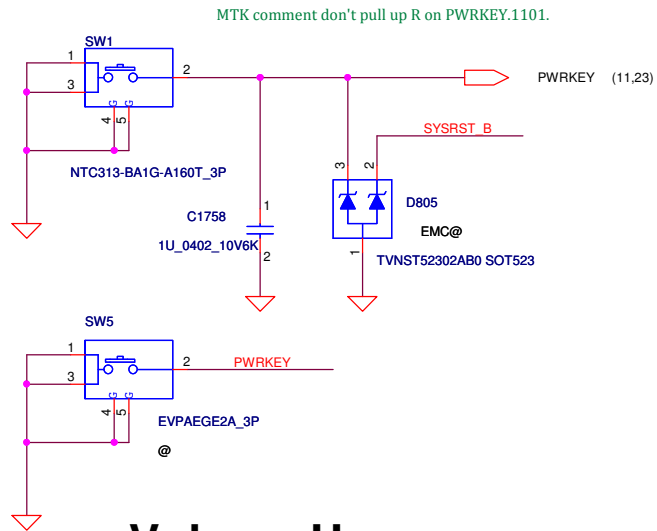 MTK comment don't pull up R on PWRKEY.1101.
SW1
1
2
3
PWRKEY (11,23)
G G
4 5
SYSRST_B
3 2
NTC313-BA1G-A160T_3P
1
C1758
D805
1U_0402_10V6K
EMC@
2
1
TVNST52302AB0 SOT523
SW5
1
2
PWRKEY
3
G G
4 5
EVPAEGE2A_3P
@